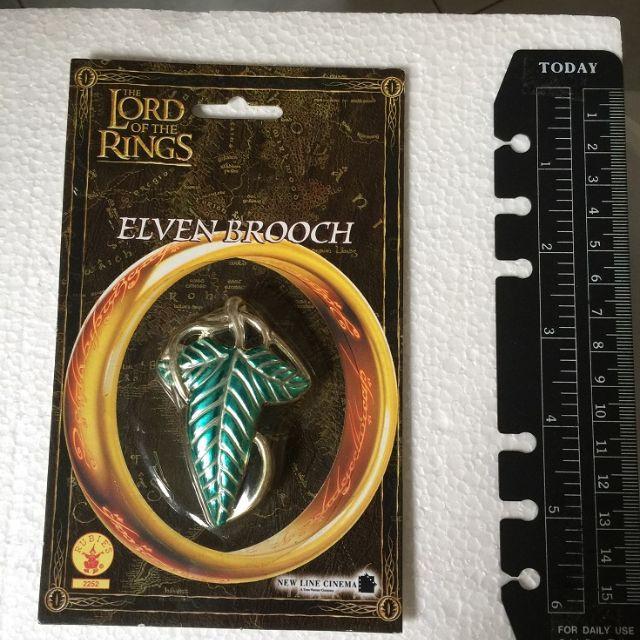 THE
LORD
OF THE
RINGS
ELVEN BROOCH
RUBIES
2252
NEW LINE CINEMA
TODAY
1
2
3
4
5
6
1
2
3
4
5
6
7
8
9
10
11
12
13
14
15
FOR DAILY USE